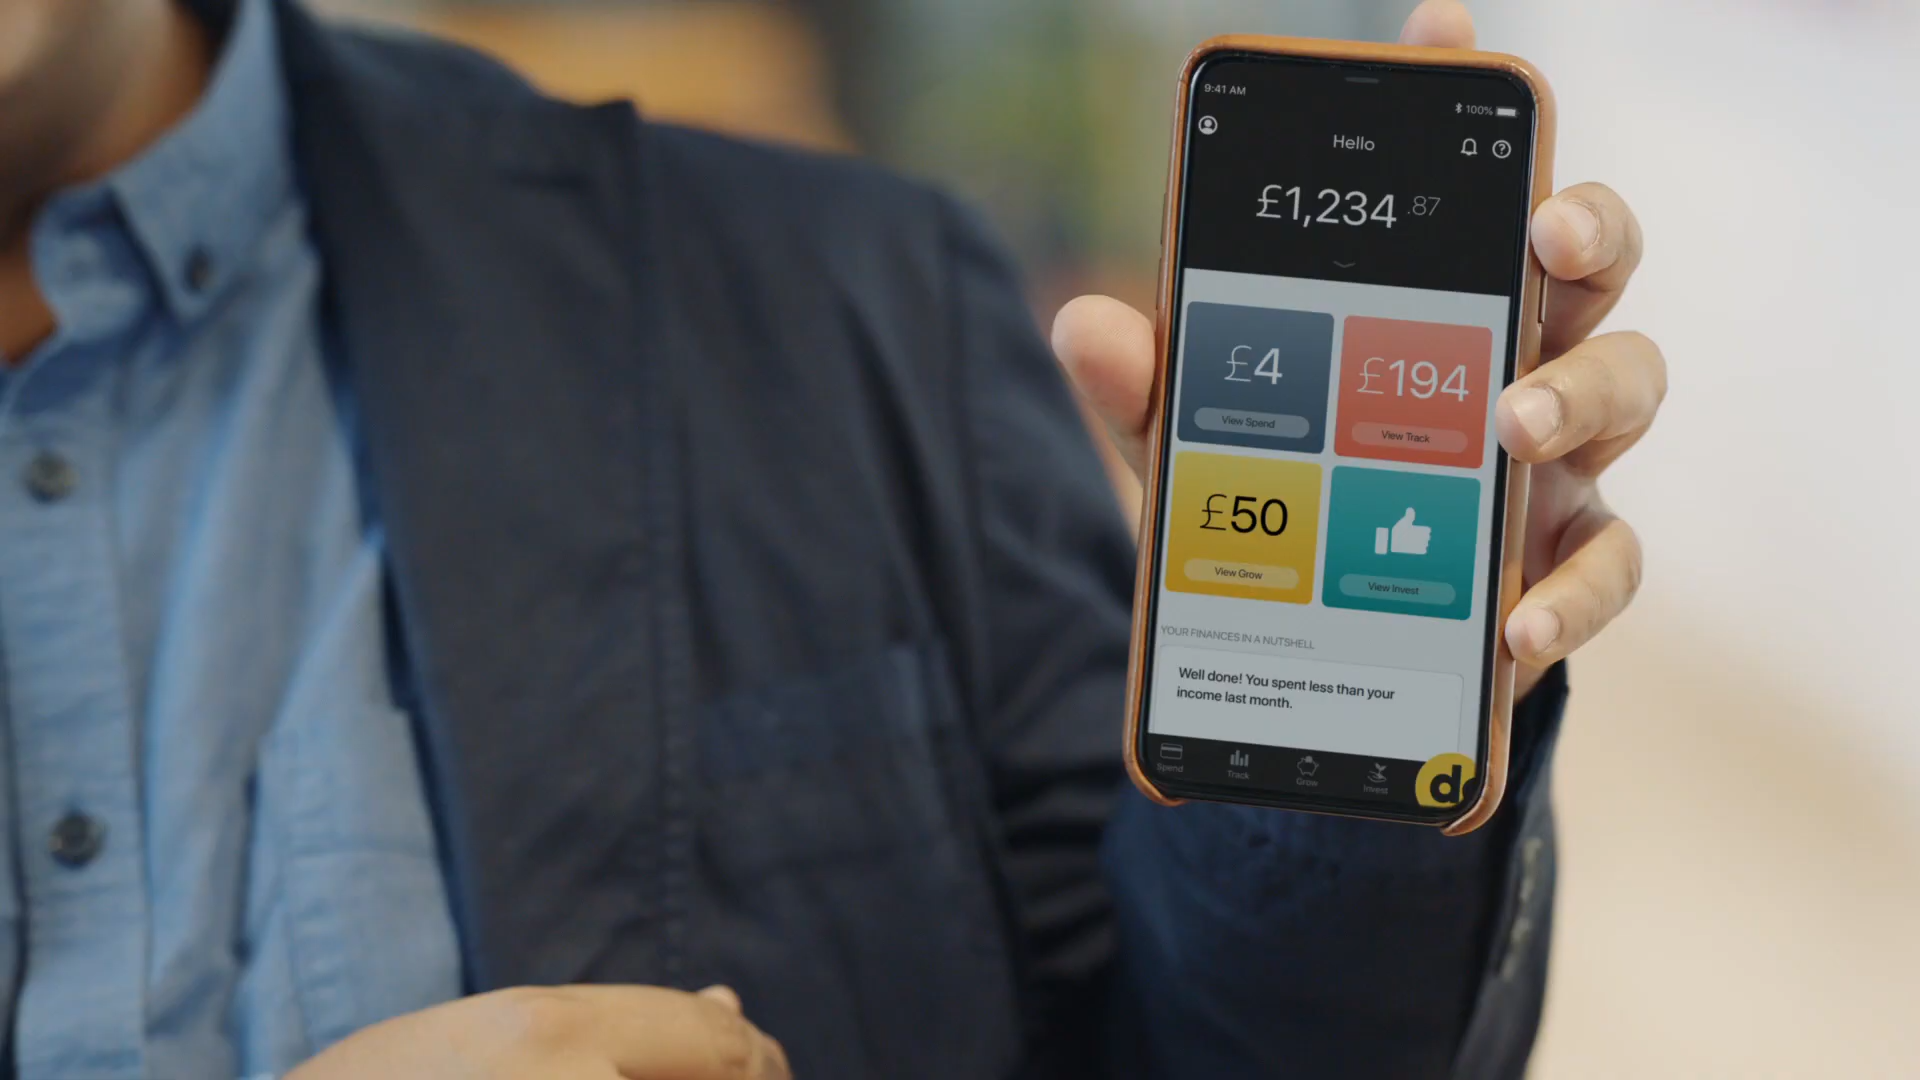 9:41 AM
100%
Hello
£1,234 .87
£4
£194
View Spend
View Track
£50
View Grow
View Invest
YOUR FINANCES IN A NUTSHELL
Well done! You spent less than your
income last month.
Spend
Track
Grow
Invest